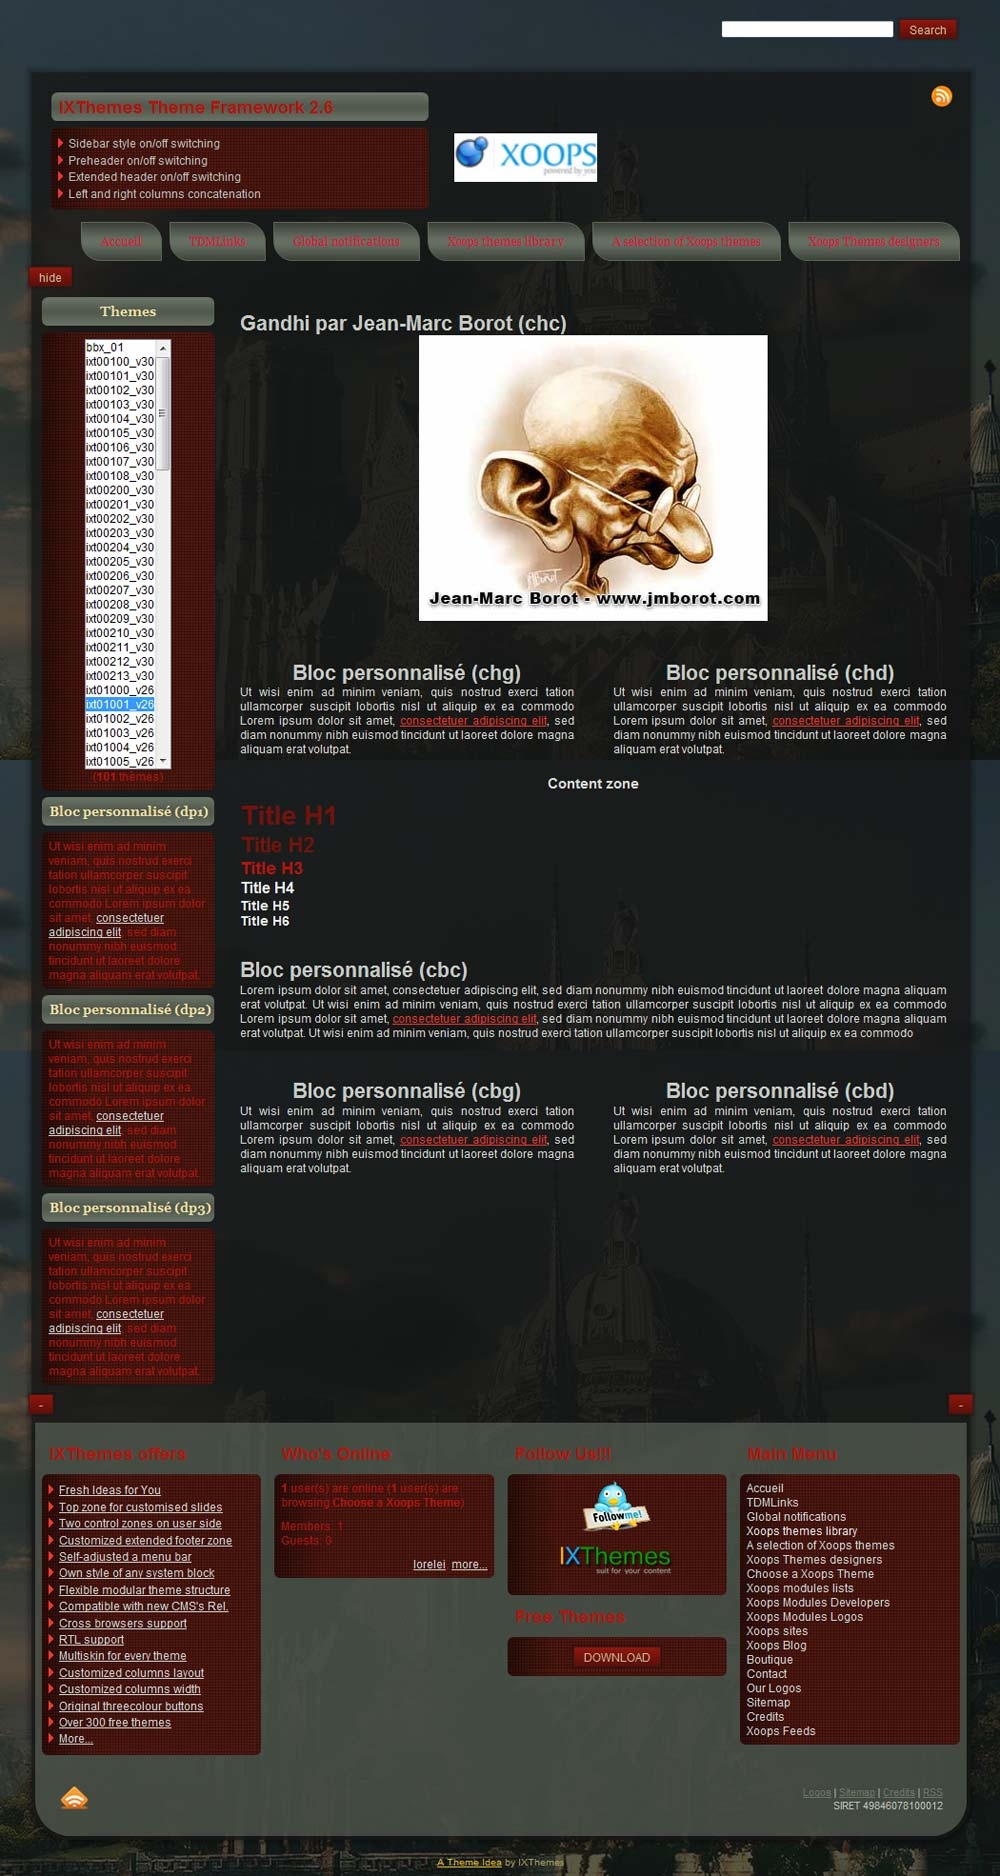 Search
IXThemes Theme Framework 2.6
Sidebar style on/off switching
Preheader on/off switching
Extended header on/off switching
Left and right columns concatenation
XOOPS
powered by you
Accueil
TDMLinks
Global notifications
Xoops themes library
A selection of Xoops themes
Xoops Themes designers
hide
Themes
bbx_01
ixt00100_v30
ixt00101_v30
ixt00102_v30
ixt00103_v30
ixt00104_v30
ixt00105_v30
ixt00106_v30
ixt00107_v30
ixt00108_v30
ixt00200_v30
ixt00201_v30
ixt00202_v30
ixt00203_v30
ixt00204_v30
ixt00205_v30
ixt00206_v30
ixt00207_v30
ixt00208_v30
ixt00209_v30
ixt00210_v30
ixt00211_v30
ixt00212_v30
ixt00213_v30
ixt01000_v26
ixt01001_v26
ixt01002_v26
ixt01003_v26
ixt01004_v26
ixt01005_v26
(101 themes)
Bloc personnalisé (dp1)
Ut wisi enim ad minim
veniam, quis nostrud exerci
tation ullamcorper suscipit
lobortis nisl ut aliquip ex ea
commodo Lorem ipsum dolor
sit amet, consectetuer
adipiscing elit, sed diam
nonummy nibh euismod
tincidunt ut laoreet dolore
magna aliquam erat volutpat.
Bloc personnalisé (dp2)
Ut wisi enim ad minim
veniam, quis nostrud exerci
tation ullamcorper suscipit
lobortis nisl ut aliquip ex ea
commodo Lorem ipsum dolor
sit amet, consectetuer
adipiscing elit, sed diam
nonummy nibh euismod
tincidunt ut laoreet dolore
magna aliquam erat volutpat.
Bloc personnalisé (dp3)
Ut wisi enim ad minim
veniam, quis nostrud exerci
tation ullamcorper suscipit
lobortis nisl ut aliquip ex ea
commodo Lorem ipsum dolor
sit amet, consectetuer
adipiscing elit, sed diam
nonummy nibh euismod
tincidunt ut laoreet dolore
magna aliquam erat volutpat.
Gandhi par Jean-Marc Borot (chc)
Jean-Marc Borot - www.jmborot.com
Bloc personnalisé (chg)
Ut wisi enim ad minim veniam, quis nostrud exerci tation
ullamcorper suscipit lobortis nisl ut aliquip ex ea commodo
Lorem ipsum dolor sit amet, consectetuer adipiscing elit, sed
diam nonummy nibh euismod tincidunt ut laoreet dolore magna
aliquam erat volutpat.
Bloc personnalisé (chd)
Ut wisi enim ad minim veniam, quis nostrud exerci tation
ullamcorper suscipit lobortis nisl ut aliquip ex ea commodo
Lorem ipsum dolor sit amet, consectetuer adipiscing elit, sed
diam nonummy nibh euismod tincidunt ut laoreet dolore magna
aliquam erat volutpat.
Content zone
Title H1
Title H2
Title H3
Title H4
Title H5
Title H6
Bloc personnalisé (cbc)
Lorem ipsum dolor sit amet, consectetuer adipiscing elit, sed diam nonummy nibh euismod tincidunt ut laoreet dolore magna aliquam
erat volutpat. Ut wisi enim ad minim veniam, quis nostrud exerci tation ullamcorper suscipit lobortis nisl ut aliquip ex ea commodo
Lorem ipsum dolor sit amet, consectetuer adipiscing elit, sed diam nonummy nibh euismod tincidunt ut laoreet dolore magna aliquam
erat volutpat. Ut wisi enim ad minim veniam, quis nostrud exerci tation ullamcorper suscipit lobortis nisl ut aliquip ex ea commodo
Bloc personnalisé (cbg)
Ut wisi enim ad minim veniam, quis nostrud exerci tation
ullamcorper suscipit lobortis nisl ut aliquip ex ea commodo
Lorem ipsum dolor sit amet, consectetuer adipiscing elit, sed
diam nonummy nibh euismod tincidunt ut laoreet dolore magna
aliquam erat volutpat.
Bloc personnalisé (cbd)
Ut wisi enim ad minim veniam, quis nostrud exerci tation
ullamcorper suscipit lobortis nisl ut aliquip ex ea commodo
Lorem ipsum dolor sit amet, consectetuer adipiscing elit, sed
diam nonummy nibh euismod tincidunt ut laoreet dolore magna
aliquam erat volutpat.
-
-
IXThemes offers
Fresh Ideas for You
Top zone for customised slides
Two control zones on user side
Customized extended footer zone
Self-adjusted a menu bar
Own style of any system block
Flexible modular theme structure
Compatible with new CMS's Rel.
Cross browsers support
RTL support
Multiskin for every theme
Customized columns layout
Customized columns width
Original threecolour buttons
Over 300 free themes
More...
Who's Online
1 user(s) are online (1 user(s) are
browsing Choose a Xoops Theme)
Members: 1
Guests: 0
lorelei more...
Follow Us!!!
Follow me!
IXThemes
suit for your content
Free Themes
DOWNLOAD
Main Menu
Accueil
TDMLinks
Global notifications
Xoops themes library
A selection of Xoops themes
Xoops Themes designers
Choose a Xoops Theme
Xoops modules lists
Xoops Modules Developers
Xoops Modules Logos
Xoops sites
Xoops Blog
Boutique
Contact
Our Logos
Sitemap
Credits
Xoops Feeds
Logos | Sitemap | Credits | RSS
SIRET 49846078100012
A Theme Idea by IXThemes